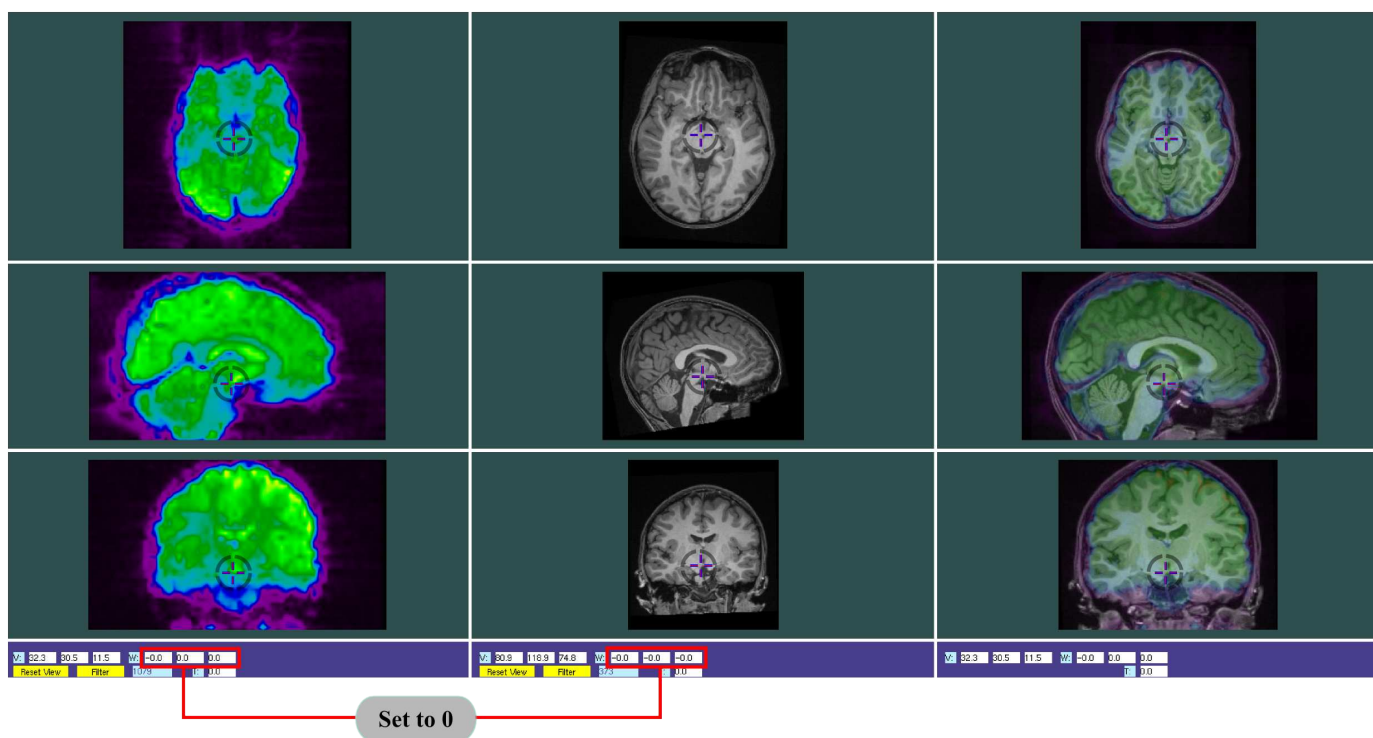 V: 32.3 30.5 11.5 W: -0.0 0.0 0.0
Reset View Filter 1079 T: 0.0
V: 80.9 118.9 74.8 W: -0.0 -0.0 -0.0
Reset View Filter 373 0.0
V: 32.3 30.5 11.5 W: -0.0 0.0 0.0
T: 0.0
Set to 0